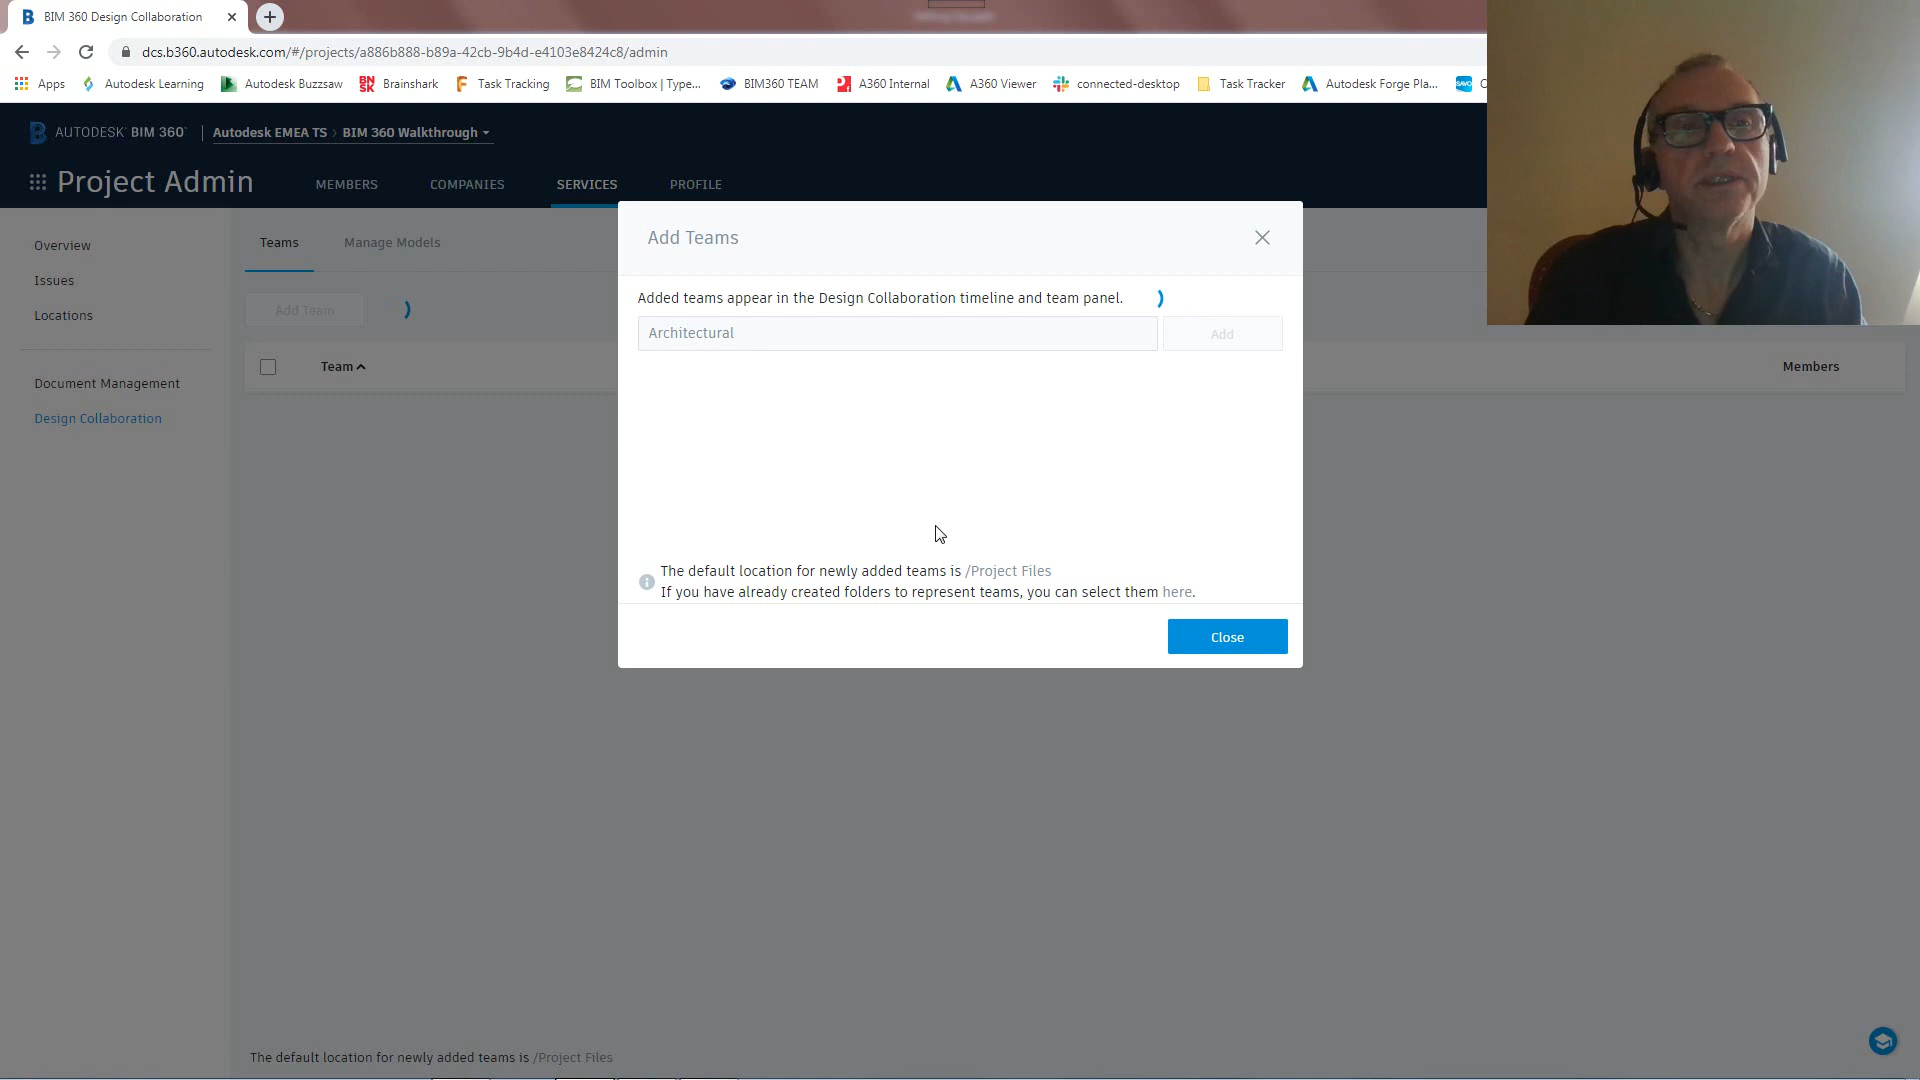 BIM 360 Design Collaboration
dcs.b360.autodesk.com/#/projects/a886b888-b89a-42cb-9b4d-e4103e8424c8/admin
Apps Autodesk Learning Autodesk Buzzsaw Brainshark Task Tracking BIM Toolbox | Type... BIM360 TEAM A360 Internal A360 Viewer connected-desktop Task Tracker Autodesk Forge Pla...
AUTODESK BIM 360 Autodesk EMEA TS > BIM 360 Walkthrough
Project Admin MEMBERS COMPANIES SERVICES PROFILE
Overview
Issues
Locations
Document Management
Design Collaboration
Teams Manage Models
Add Team
Team Members
Add Teams
Added teams appear in the Design Collaboration timeline and team panel.
Architectural Add
The default location for newly added teams is /Project Files
If you have already created folders to represent teams, you can select them here.
Close
The default location for newly added teams is /Project Files